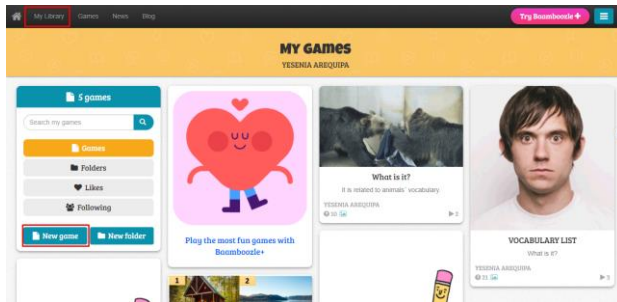 My Library Games News Blog Try Baamboozle +
MY GAMES
YESENIA AREQUIPA
5 games
Search my games
Games
Folders
Likes
Following
New game New folder
Play the most fun games with
Baamboozle+
1 2
What is it?
It is related to animals´ vocabulary.
YESENIA AREQUIPA
VOCABULARY LIST
What is it?
YESENIA AREQUIPA